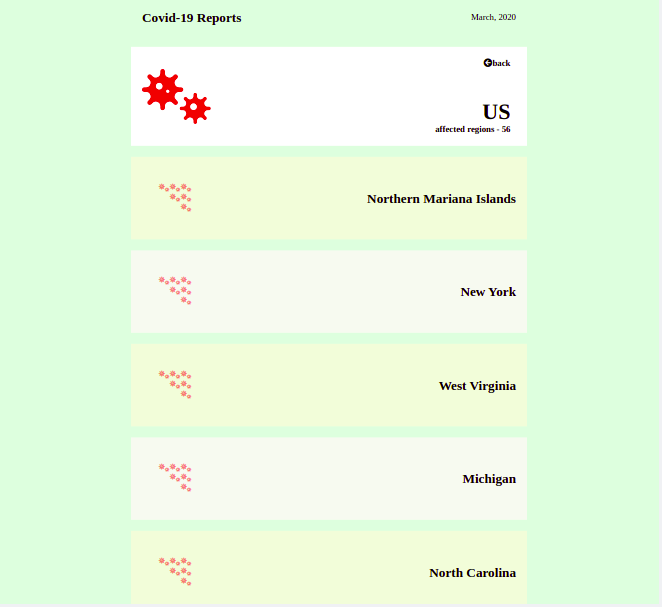 Covid-19 Reports
March, 2020
back
US
affected regions - 56
Northern Mariana Islands
New York
West Virginia
Michigan
North Carolina